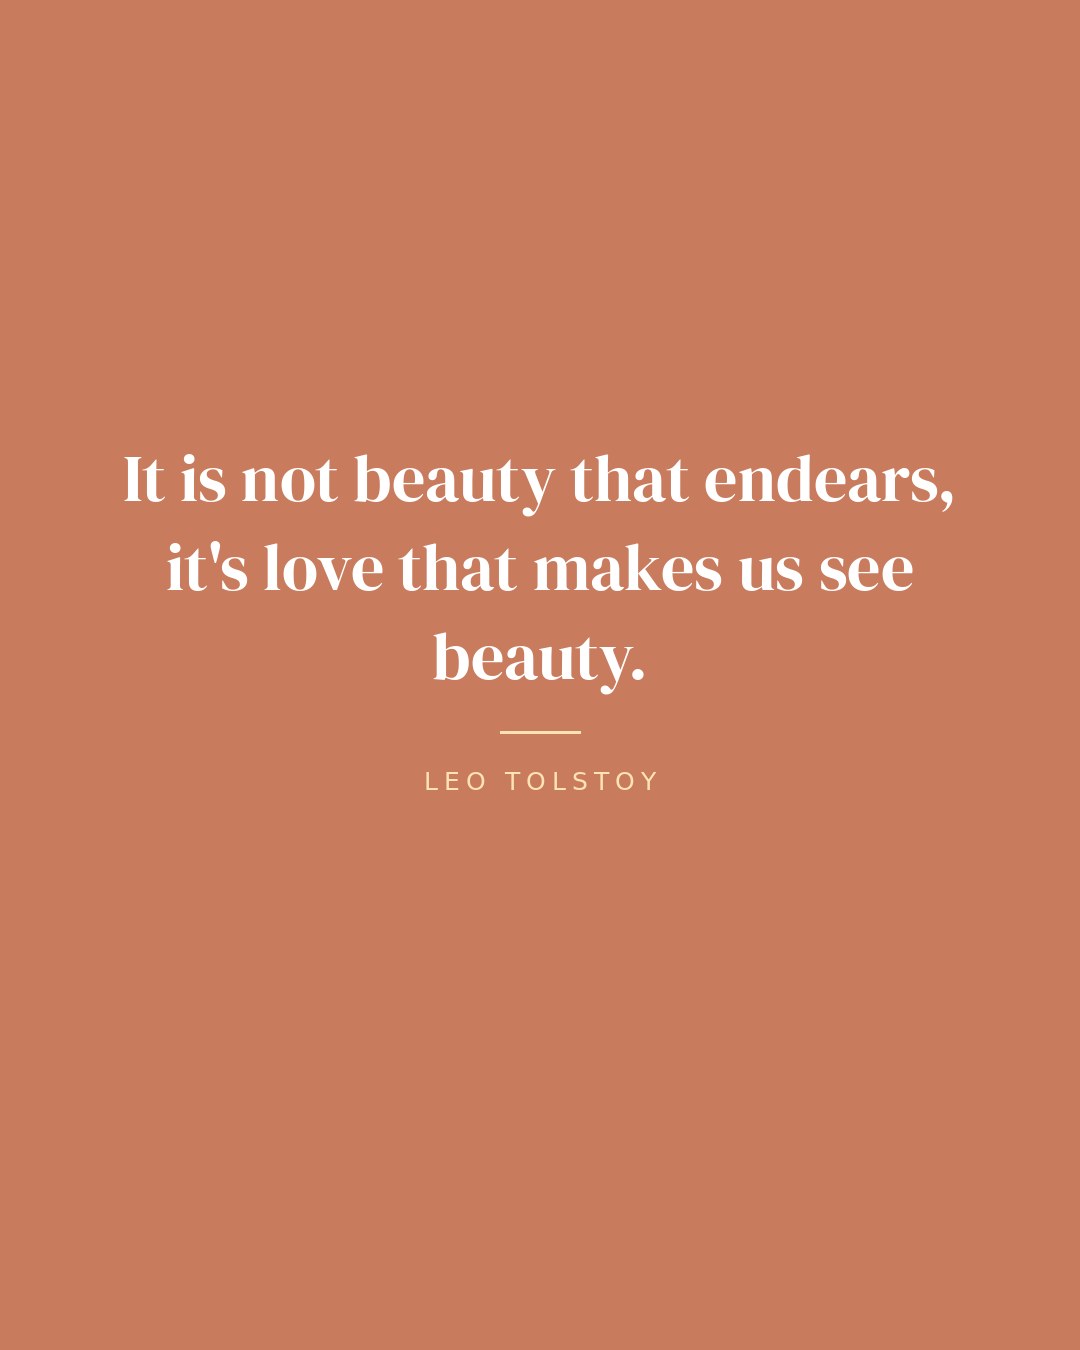 It is not beauty that endears,
it's love that makes us see
beauty.
LEO TOLSTOY